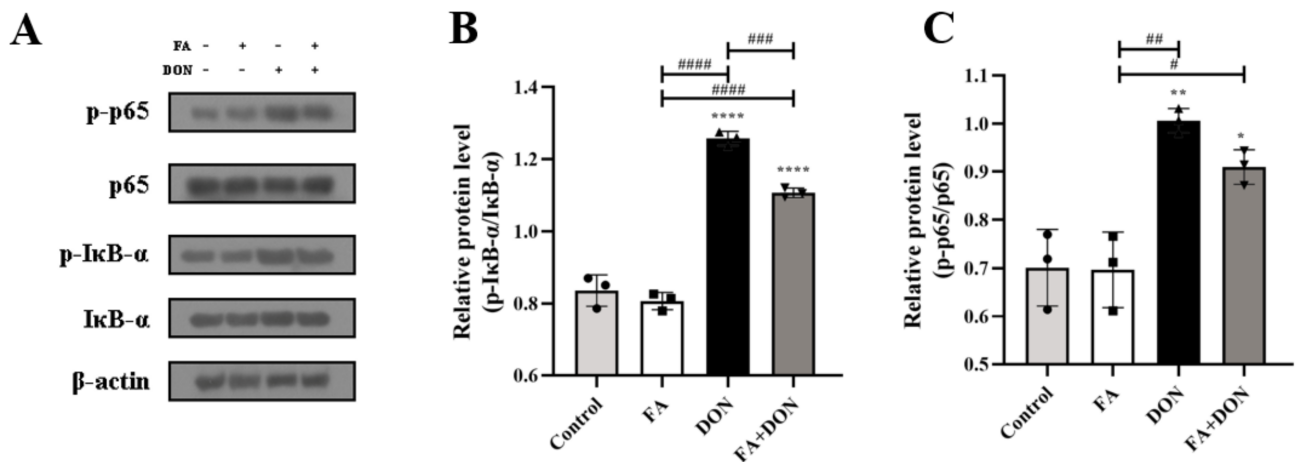 A
FA - + - +
DON - - + +
p-p65
p65
p-IκB-α
IκB-α
β-actin
B
Relative protein level
(p-IκB-α/IκB-α)
1.4
1.2
1.0
0.8
0.6
###
####
####
****
****
Control
FA
DON
FA+DON
C
Relative protein level
(p-p65/p65)
1.1
1.0
0.9
0.8
0.7
0.6
0.5
##
#
**
*
Control
FA
DON
FA+DON